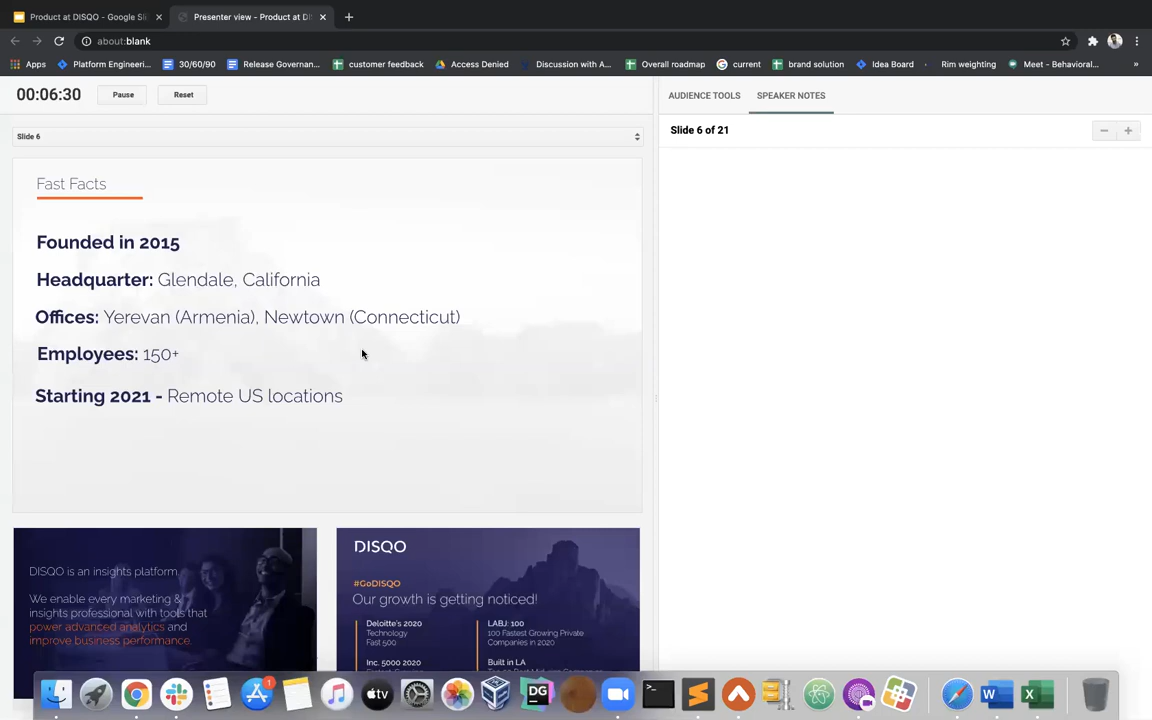 Product at DISQO - Google Sli
Presenter view - Product at Di
about:blank
Apps
Platform Engineeri...
30/60/90
Release Governan...
customer feedback
Access Denied
Discussion with A...
Overall roadmap
current
brand solution
Idea Board
Rim weighting
Meet - Behavioral...
»
00:06:30
Pause
Reset
AUDIENCE TOOLS
SPEAKER NOTES
Slide 6
Slide 6 of 21
Fast Facts
Founded in 2015
Headquarter: Glendale, California
Offices: Yerevan (Armenia), Newtown (Connecticut)
Employees: 150+
Starting 2021 - Remote US locations
DISQO is an insights platform.
We enable every marketing &
insights professional with tools that
power advanced analytics and
improve business performance.
DISQO
#GoDISQO
Our growth is getting noticed!
Deloitte's 2020
Technology
Fast 500
Inc. 5000 2020
LABJ: 100
100 Fastest Growing Private
Companies in 2020
Built in LA
1
tv
DG
W
X